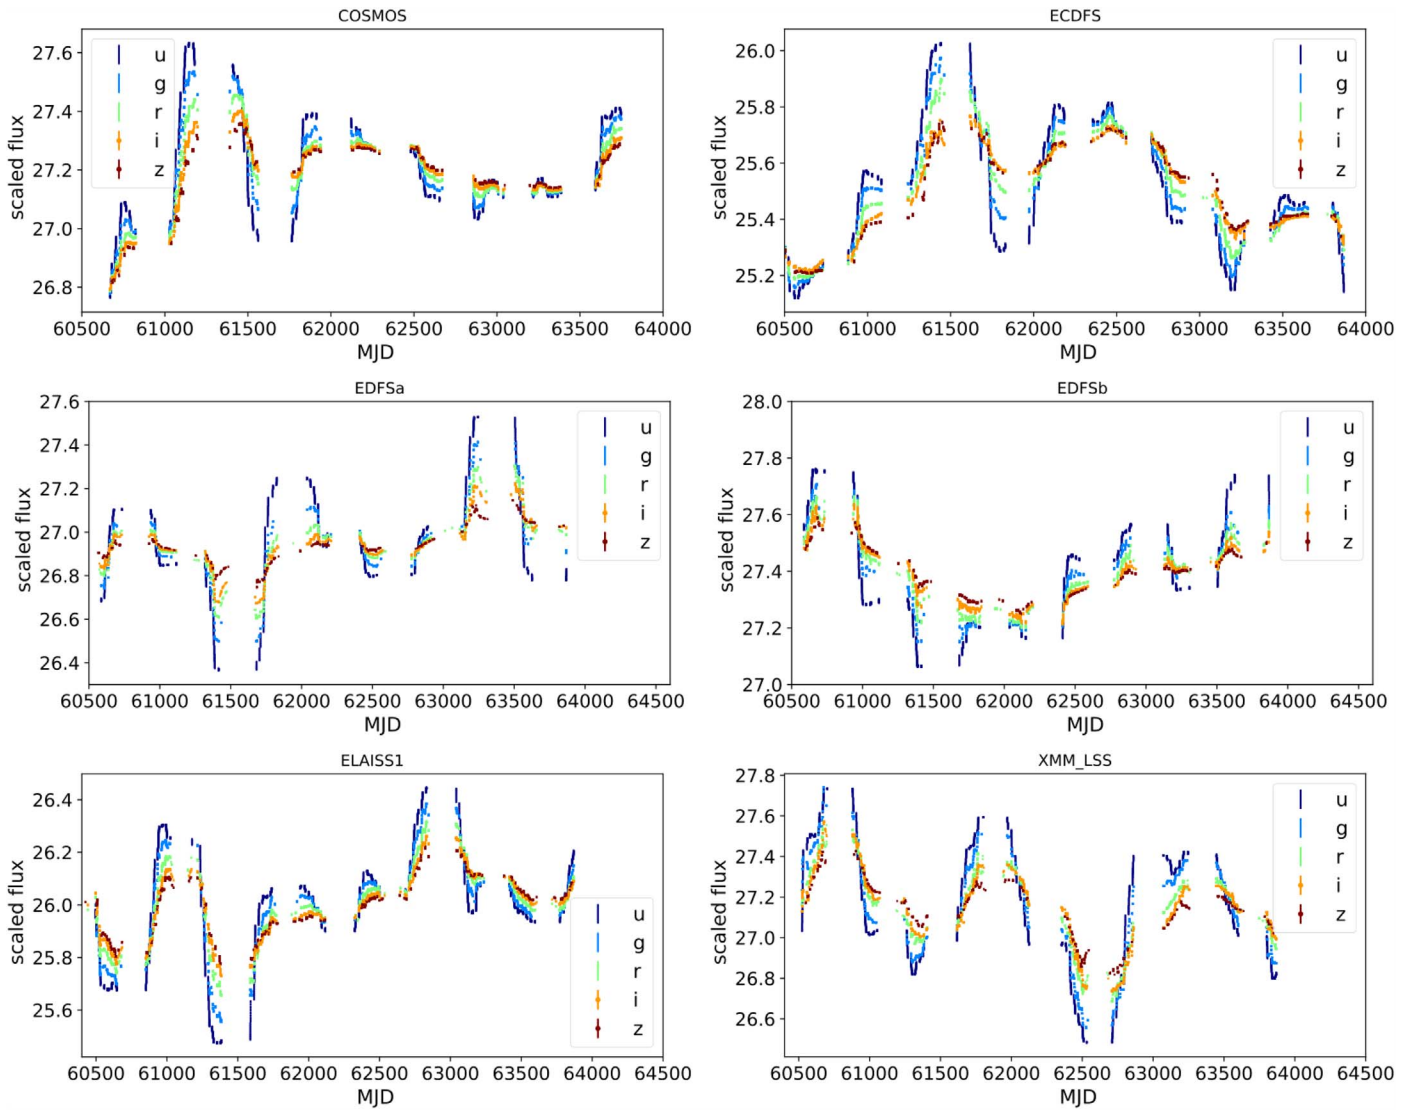 COSMOS
27.6
27.4
27.2
27.0
26.8
scaled flux
u
g
r
i
z
60500 61000 61500 62000 62500 63000 63500 64000
MJD
ECDFS
26.0
25.8
25.6
25.4
25.2
scaled flux
u
g
r
i
z
60500 61000 61500 62000 62500 63000 63500 64000
MJD
EDFSa
27.6
27.4
27.2
27.0
26.8
26.6
26.4
scaled flux
u
g
r
i
z
60500 61000 61500 62000 62500 63000 63500 64000 64500
MJD
EDFSb
28.0
27.8
27.6
27.4
27.2
27.0
scaled flux
u
g
r
i
z
60500 61000 61500 62000 62500 63000 63500 64000 64500
MJD
ELAISS1
26.4
26.2
26.0
25.8
25.6
scaled flux
u
g
r
i
z
60500 61000 61500 62000 62500 63000 63500 64000 64500
MJD
XMM_LSS
27.8
27.6
27.4
27.2
27.0
26.8
26.6
scaled flux
u
g
r
i
z
60500 61000 61500 62000 62500 63000 63500 64000 64500
MJD